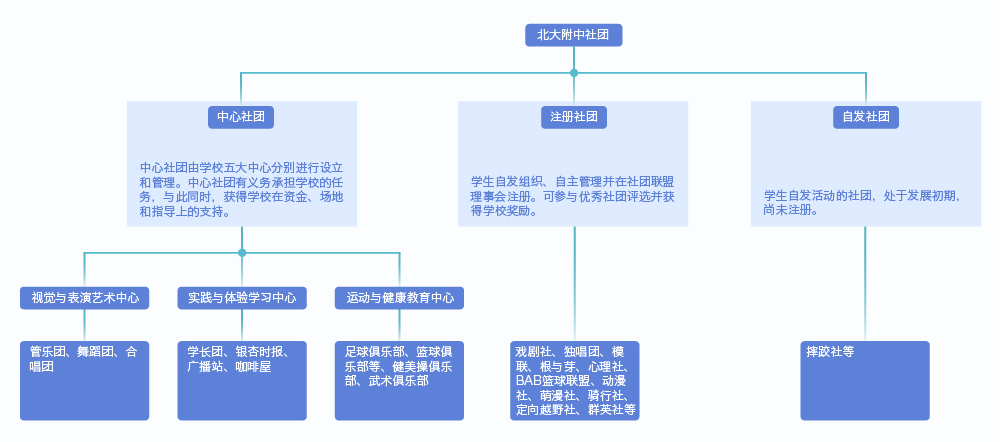 北大附中社团
中心社团
注册社团
自发社团
中心社团由学校五大中心分别进行设立
和管理。中心社团有义务承担学校的任
务，与此同时，获得学校在资金、场地
和指导上的支持。
学生自发组织、自主管理并在社团联盟
理事会注册。可参与优秀社团评选并获
得学校奖励。
学生自发活动的社团，处于发展初期，
尚未注册。
视觉与表演艺术中心
实践与体验学习中心
运动与健康教育中心
管乐团、舞蹈团、合
唱团
学长团、银杏时报、
广播站、咖啡屋
足球俱乐部、篮球俱
乐部等、健美操俱乐
部、武术俱乐部
戏剧社、独唱团、模
联、根与芽、心理社、
BAB篮球联盟、动漫
社、萌漫社、骑行社、
定向越野社、群英社等
摔跤社等